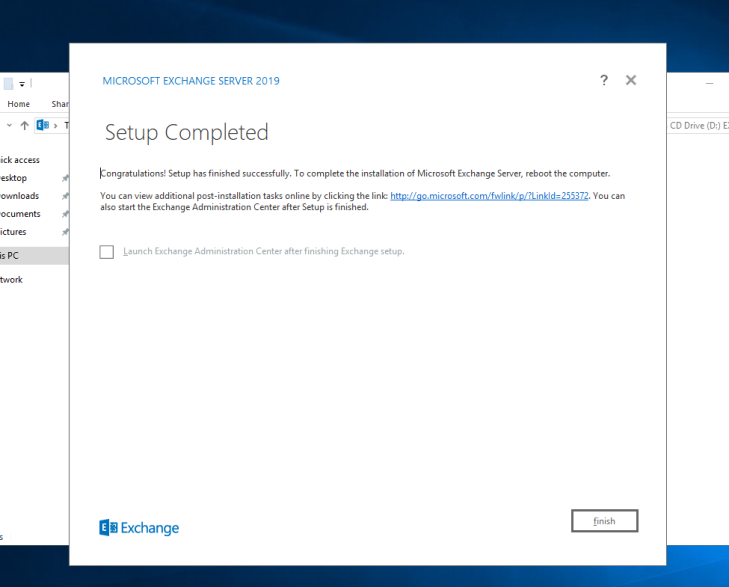 MICROSOFT EXCHANGE SERVER 2019
?
Home
Shar
CD Drive (D:) E
Setup Completed
ick access
Congratulations! Setup has finished successfully. To complete the installation of Microsoft Exchange Server, reboot the computer.
esktop
ownloads
You can view additional post-installation tasks online by clicking the link: http://go.microsoft.com/fwlink/p/?LinkId=255372. You can
also start the Exchange Administration Center after Setup is finished.
ocuments
ictures
is PC
Launch Exchange Administration Center after finishing Exchange setup.
twork
E Exchange
finish
s